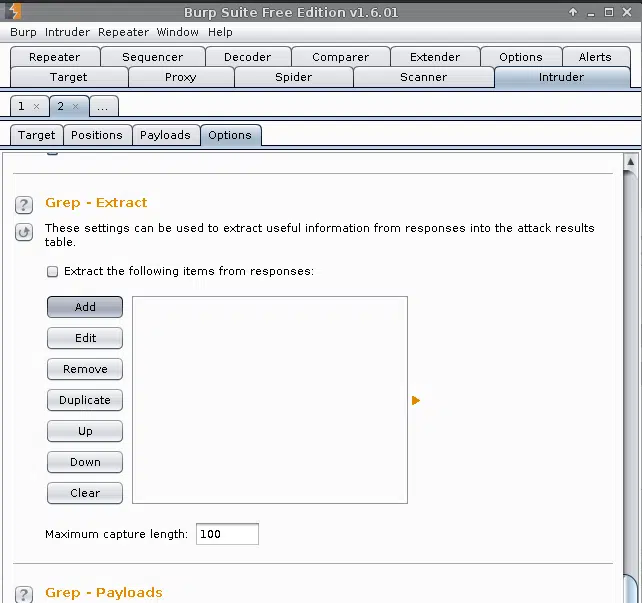 Burp Suite Free Edition v1.6.01
Burp Intruder Repeater Window Help
Repeater Sequencer Decoder Comparer Extender Options Alerts
Target Proxy Spider Scanner Intruder
1 × 2 × ...
Target Positions Payloads Options
? Grep - Extract
These settings can be used to extract useful information from responses into the attack results
table.
Extract the following items from responses:
Add
Edit
Remove
Duplicate
Up
Down
Clear
Maximum capture length: 100
? Grep - Payloads